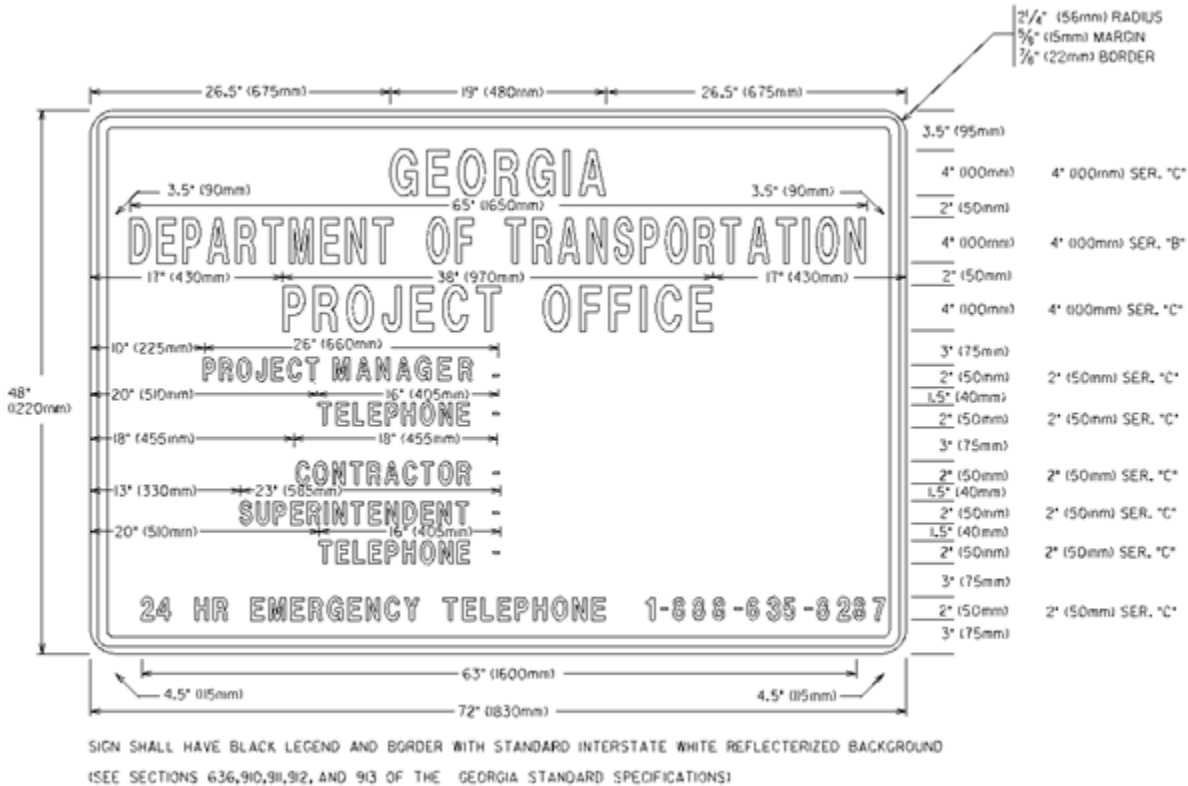 2¼" (56mm) RADIUS
⅝" (15mm) MARGIN
⅞" (22mm) BORDER
26.5" (675mm) 19" (480mm) 26.5" (675mm)
3.5" (95mm)
GEORGIA
4" (100mm) 4" (100mm) SER. "C"
3.5" (90mm) 3.5" (90mm)
65" (1650mm)
2" (50mm)
DEPARTMENT OF TRANSPORTATION
4" (100mm) 4" (100mm) SER. "B"
17" (430mm) 38" (970mm) 17" (430mm)
2" (50mm)
PROJECT OFFICE
4" (100mm) 4" (100mm) SER. "C"
10" (225mm) 26" (660mm)
3" (75mm)
PROJECT MANAGER -
2" (50mm) 2" (50mm) SER. "C"
20" (510mm) 16" (405mm)
1.5" (40mm)
48"
(1220mm)
TELEPHONE -
2" (50mm) 2" (50mm) SER. "C"
18" (455mm) 18" (455mm)
3" (75mm)
CONTRACTOR -
2" (50mm) 2" (50mm) SER. "C"
13" (330mm) 23" (585mm)
1.5" (40mm)
SUPERINTENDENT -
2" (50mm) 2" (50mm) SER. "C"
20" (510mm) 16" (405mm)
1.5" (40mm)
TELEPHONE -
2" (50mm) 2" (50mm) SER. "C"
3" (75mm)
24 HR EMERGENCY TELEPHONE 1-888-635-8287
2" (50mm) 2" (50mm) SER. "C"
3" (75mm)
63" (1600mm)
4.5" (115mm) 4.5" (115mm)
72" (1830mm)
SIGN SHALL HAVE BLACK LEGEND AND BORDER WITH STANDARD INTERSTATE WHITE REFLECTERIZED BACKGROUND
(SEE SECTIONS 636,910,911,912, AND 913 OF THE GEORGIA STANDARD SPECIFICATIONS)